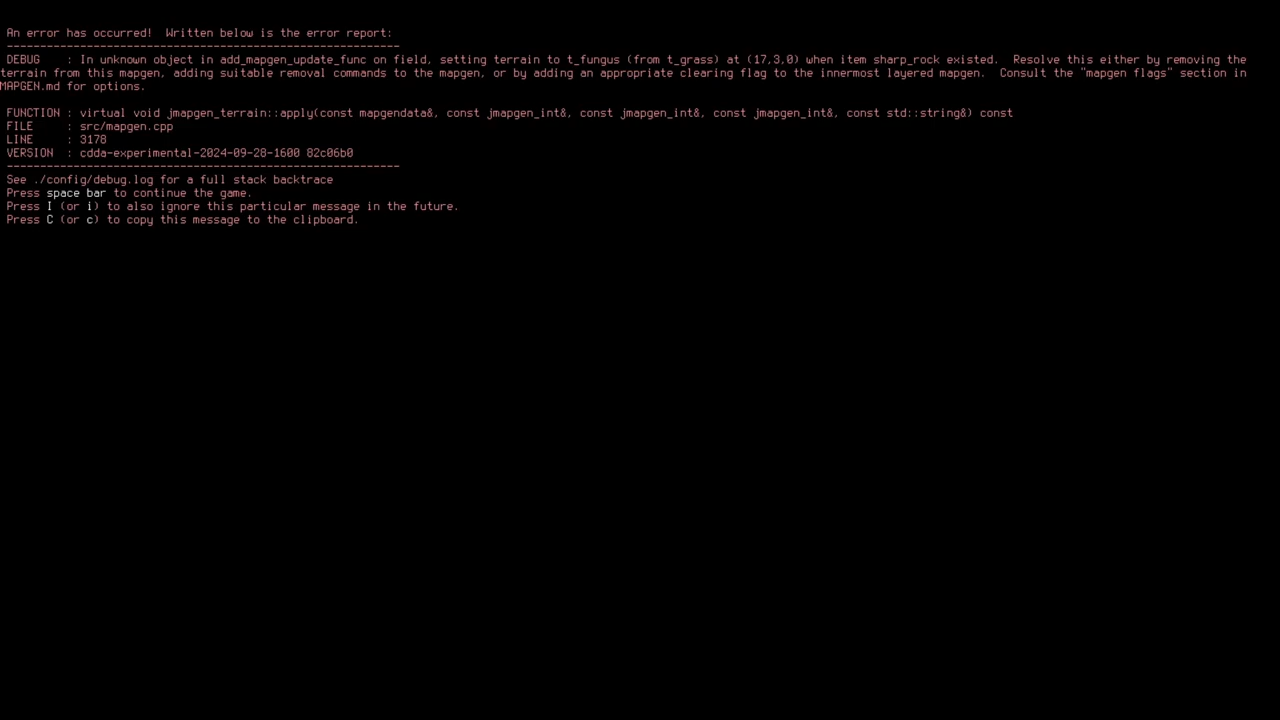 An error has occurred!  Written below is the error report:
-----------------------------------------------------------
DEBUG    : In unknown object in add_mapgen_update_func on field, setting terrain to t_fungus (from t_grass) at (17,3,0) when item sharp_rock existed.  Resolve this either by removing the
terrain from this mapgen, adding suitable removal commands to the mapgen, or by adding an appropriate clearing flag to the innermost layered mapgen.  Consult the "mapgen flags" section in
MAPGEN.md for options.
FUNCTION : virtual void jmapgen_terrain::apply(const mapgendata&, const jmapgen_int&, const jmapgen_int&, const jmapgen_int&, const std::string&) const
FILE     : src/mapgen.cpp
LINE     : 3178
VERSION  : cdda-experimental-2024-09-28-1600 82c06b0
-----------------------------------------------------------
See ./config/debug.log for a full stack backtrace
Press space bar to continue the game.
Press I (or i) to also ignore this particular message in the future.
Press C (or c) to copy this message to the clipboard.